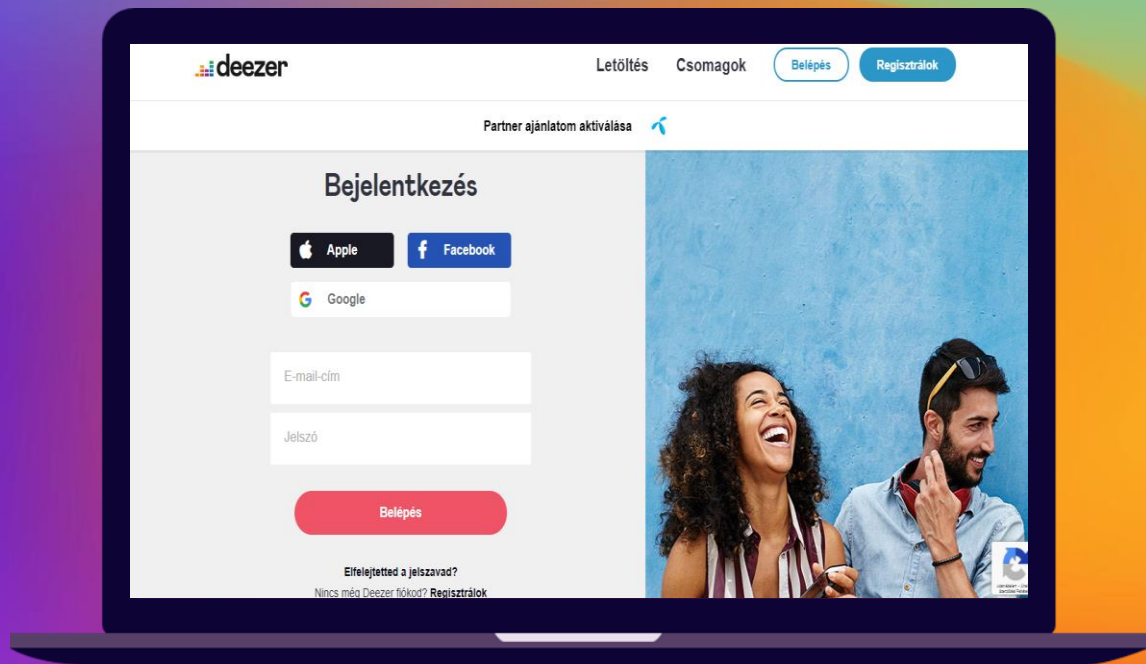 deezer
Letöltés Csomagok Belépés Regisztrálok
Partner ajánlatom aktiválása
Bejelentkezés
Apple Facebook
Google
E-mail-cím
Jelszó
Belépés
Elfelejtetted a jelszavad?
Nincs még Deezer fiókod? Regisztrálok